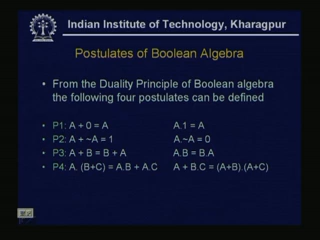 Indian Institute of Technology, Kharagpur
Postulates of Boolean Algebra
• From the Duality Principle of Boolean algebra
the following four postulates can be defined
• P1: A + 0 = A A.1 = A
• P2: A + ~A = 1 A.~A = 0
• P3: A + B = B + A A.B = B.A
• P4: A. (B+C) = A.B + A.C A + B.C = (A+B).(A+C)